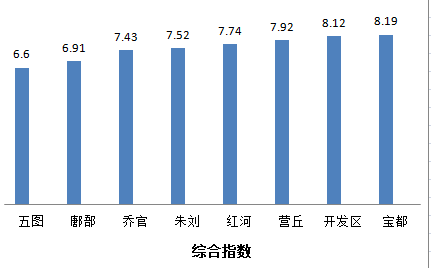 6.6 6.91 7.43 7.52 7.74 7.92 8.12 8.19
五图 鄌郚 乔官 朱刘 红河 营丘 开发区 宝都
综合指数